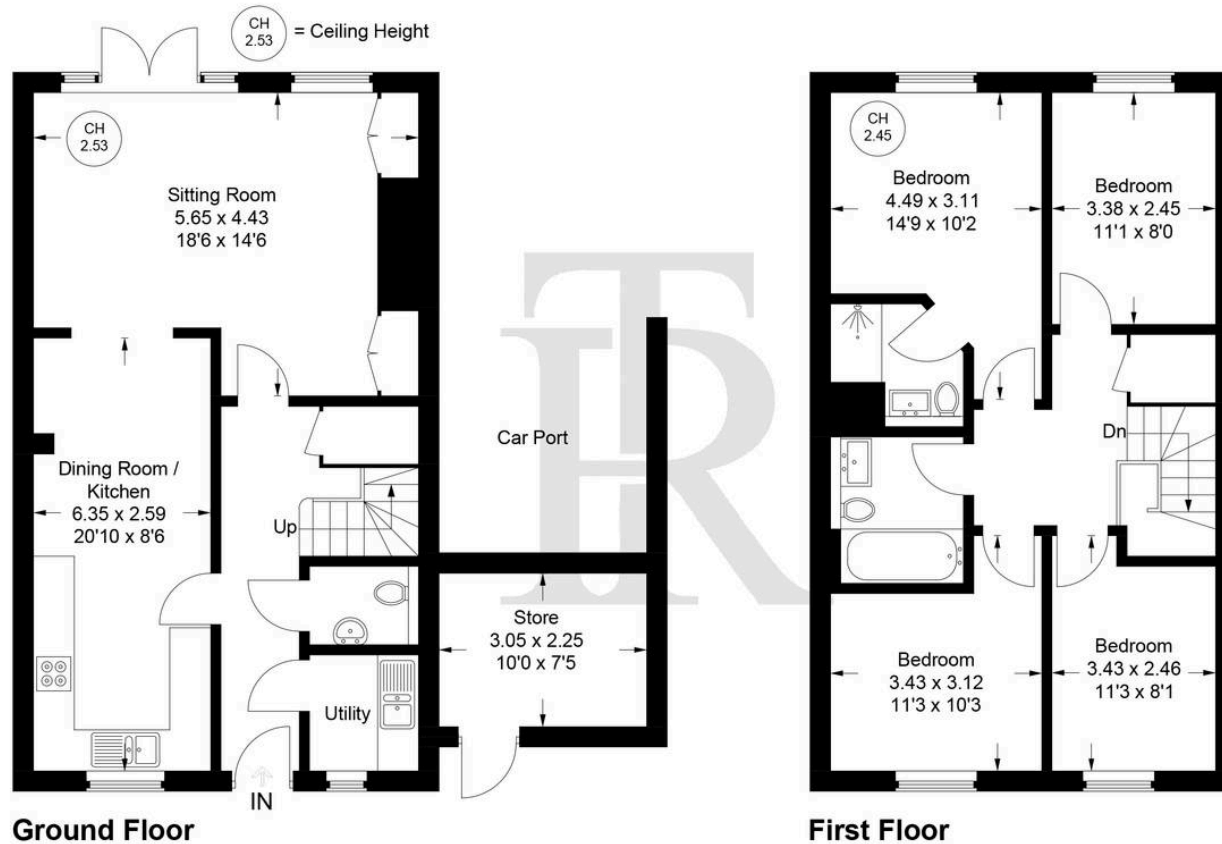 CH
2.53
= Ceiling Height
CH
2.53
Sitting Room
5.65 x 4.43
18'6 x 14'6
Dining Room /
Kitchen
6.35 x 2.59
20'10 x 8'6
Up
Utility
IN
Car Port
Store
3.05 x 2.25
10'0 x 7'5
Ground Floor
CH
2.45
Bedroom
4.49 x 3.11
14'9 x 10'2
Bedroom
3.38 x 2.45
11'1 x 8'0
Dn
Bedroom
3.43 x 3.12
11'3 x 10'3
Bedroom
3.43 x 2.46
11'3 x 8'1
First Floor